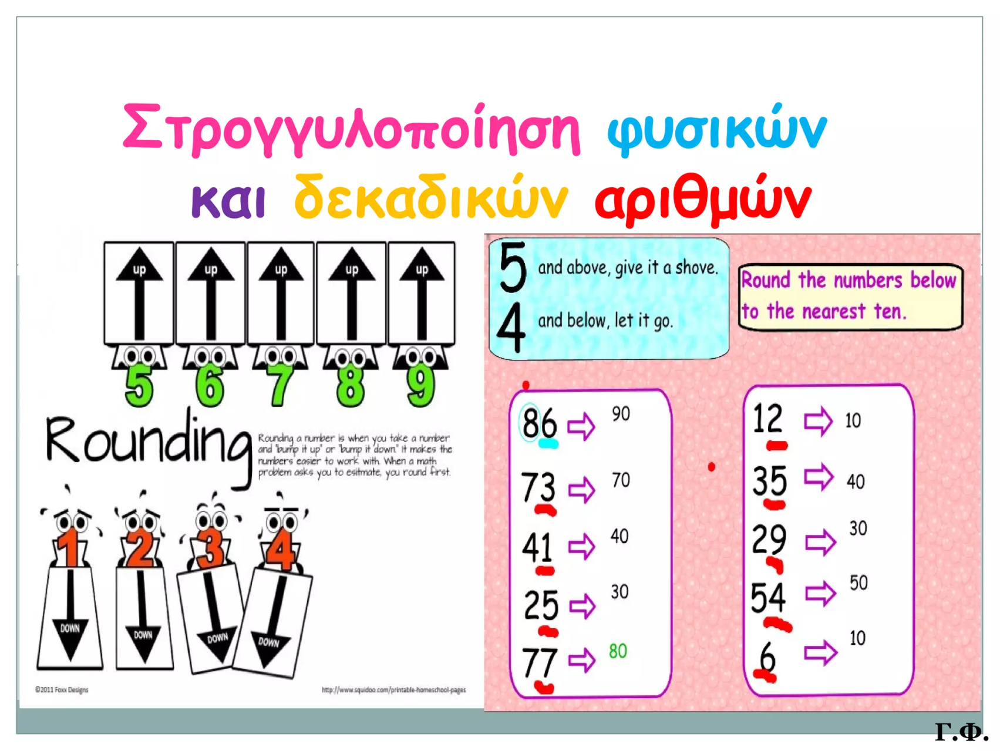 Στρογγυλοποίηση φυσικών
και δεκαδικών αριθμών
up up up up up
5 6 7 8 9
Rounding
Rounding a number is when you take a number
and "bump it up" or "bump it down." It makes the
numbers easier to work with. When a math
problem asks you to esitmate, you round first.
1 2 3 4
DOWN DOWN DOWN DOWN
©2011 Foxx Designs
http://www.squidoo.com/printable-homeschool-pages
5 and above, give it a shove.
4 and below, let it go.
Round the numbers below
to the nearest ten.
86 90
73 70
41 40
25 30
77 80
12 10
35 40
29 30
54 50
6 10
Γ.Φ.